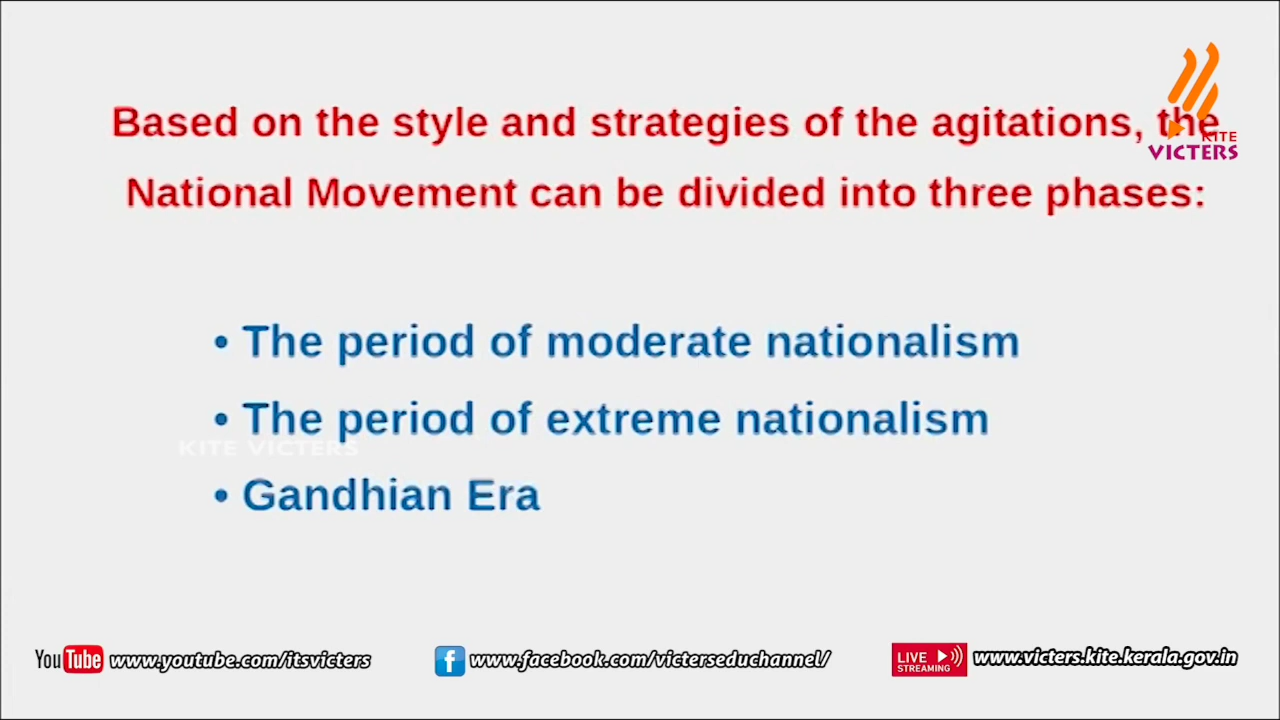 Based on the style and strategies of the agitations, the
National Movement can be divided into three phases:
• The period of moderate nationalism
• The period of extreme nationalism
• Gandhian Era
KITE VICTERS
KITE
VICTERS
You Tube www.youtube.com/itsvicters
f www.facebook.com/victerseduchannel/
LIVE
STREAMING
www.victers.kite.kerala.gov.in